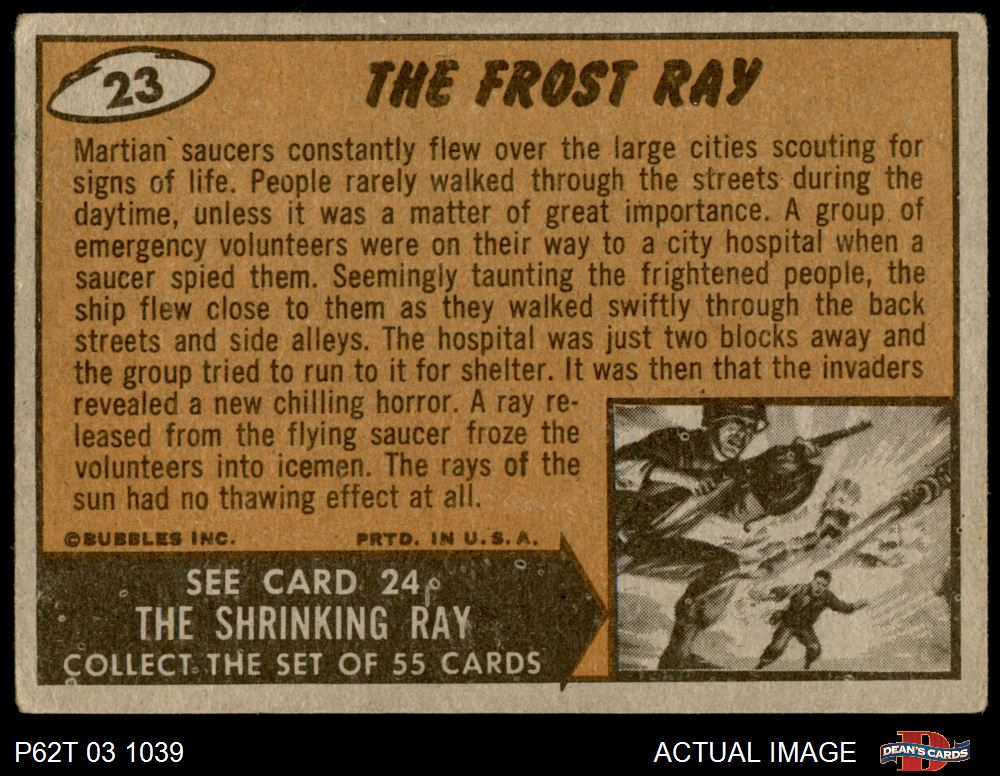 23
THE FROST RAY
Martian saucers constantly flew over the large cities scouting for
signs of life. People rarely walked through the streets during the
daytime, unless it was a matter of great importance. A group of
emergency volunteers were on their way to a city hospital when a
saucer spied them. Seemingly taunting the frightened people, the
ship flew close to them as they walked swiftly through the back
streets and side alleys. The hospital was just two blocks away and
the group tried to run to it for shelter. It was then that the invaders
revealed a new chilling horror. A ray re-
leased from the flying saucer froze the
volunteers into icemen. The rays of the
sun had no thawing effect at all.
©BUBBLES INC. PRTD. IN U.S.A.
SEE CARD 24
THE SHRINKING RAY
COLLECT THE SET OF 55 CARDS
P62T 03 1039
ACTUAL IMAGE
D
DEAN'S CARDS